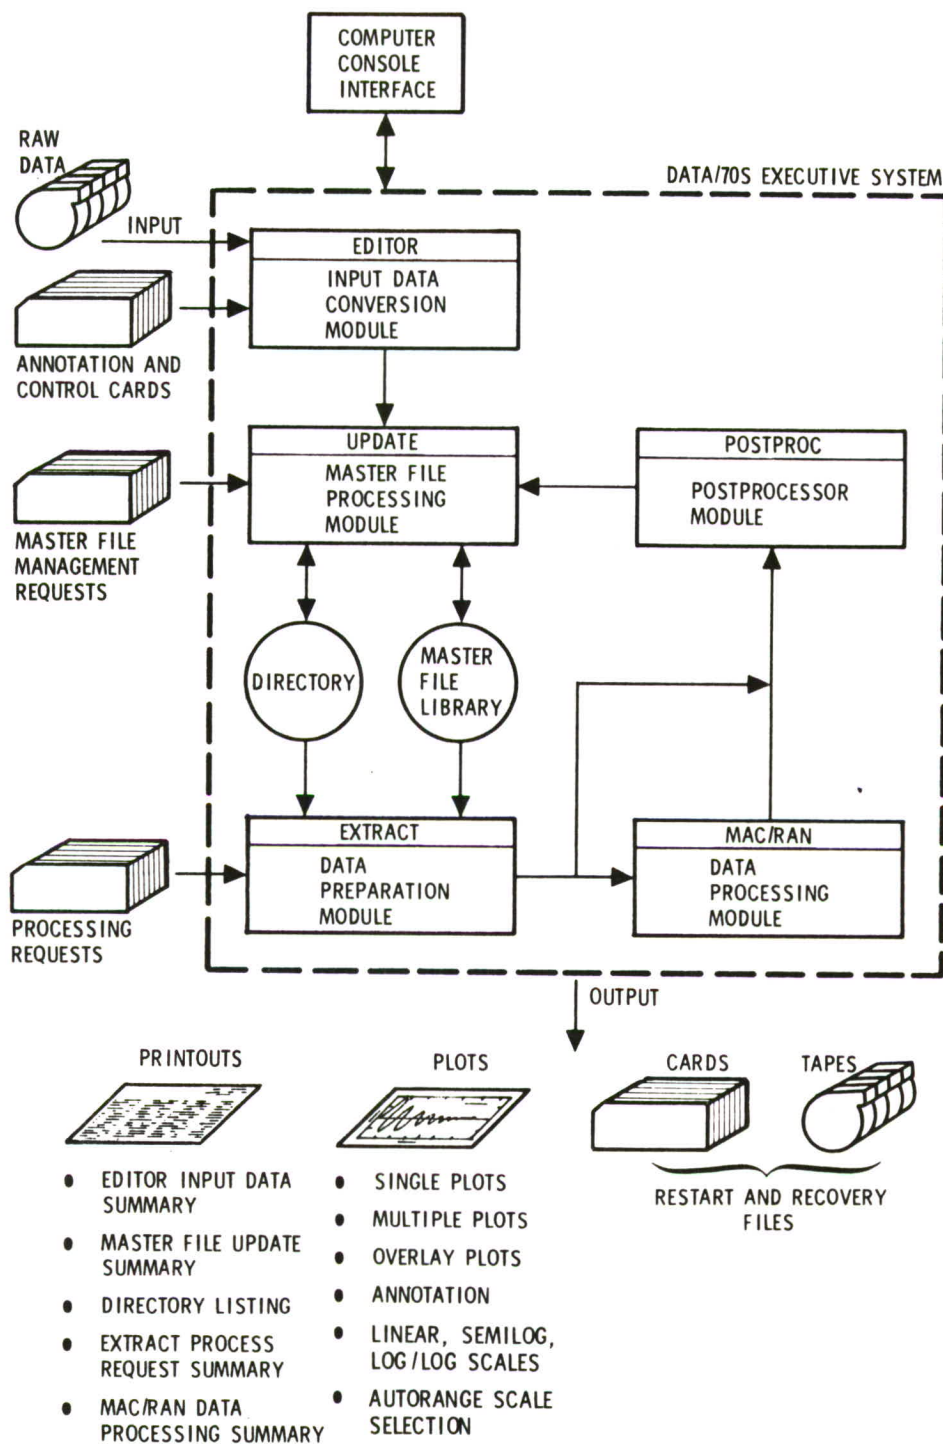 COMPUTER
CONSOLE
INTERFACE
RAW
DATA
DATA/70S EXECUTIVE SYSTEM
INPUT
EDITOR
INPUT DATA
CONVERSION
MODULE
ANNOTATION AND
CONTROL CARDS
UPDATE
MASTER FILE
PROCESSING
MODULE
POSTPROC
POSTPROCESSOR
MODULE
MASTER FILE
MANAGEMENT
REQUESTS
DIRECTORY
MASTER
FILE
LIBRARY
EXTRACT
DATA
PREPARATION
MODULE
MAC/RAN
DATA
PROCESSING
MODULE
PROCESSING
REQUESTS
OUTPUT
PRINTOUTS
• EDITOR INPUT DATA
SUMMARY
• MASTER FILE UPDATE
SUMMARY
• DIRECTORY LISTING
• EXTRACT PROCESS
REQUEST SUMMARY
• MAC/RAN DATA
PROCESSING SUMMARY
PLOTS
• SINGLE PLOTS
• MULTIPLE PLOTS
• OVERLAY PLOTS
• ANNOTATION
• LINEAR, SEMILOG,
LOG/LOG SCALES
• AUTORANGE SCALE
SELECTION
CARDS
TAPES
RESTART AND RECOVERY
FILES